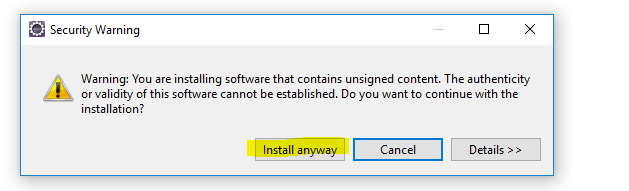 Security Warning
Warning: You are installing software that contains unsigned content. The authenticity
or validity of this software cannot be established. Do you want to continue with the
installation?
Install anyway
Cancel
Details >>